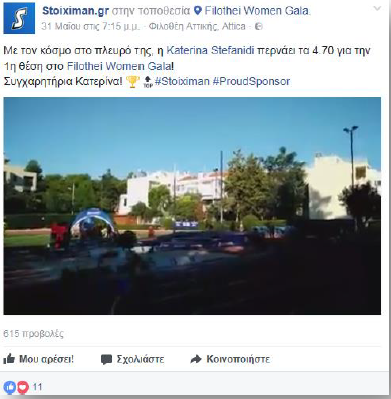 Stoiximan.gr στην τοποθεσία Filothei Women Gala.
31 Μαΐου στις 7:15 μ.μ. · Φιλοθέη Αττικής, Attica ·
Με τον κόσμο στο πλευρό της, η Katerina Stefanidi περνάει τα 4.70 για την
1η θέση στο Filothei Women Gala!
Συγχαρητήρια Κατερίνα! 🏆 🔝 #Stoiximan #ProudSponsor
615 προβολές
Μου αρέσει! Σχολιάστε Κοινοποιήστε
11